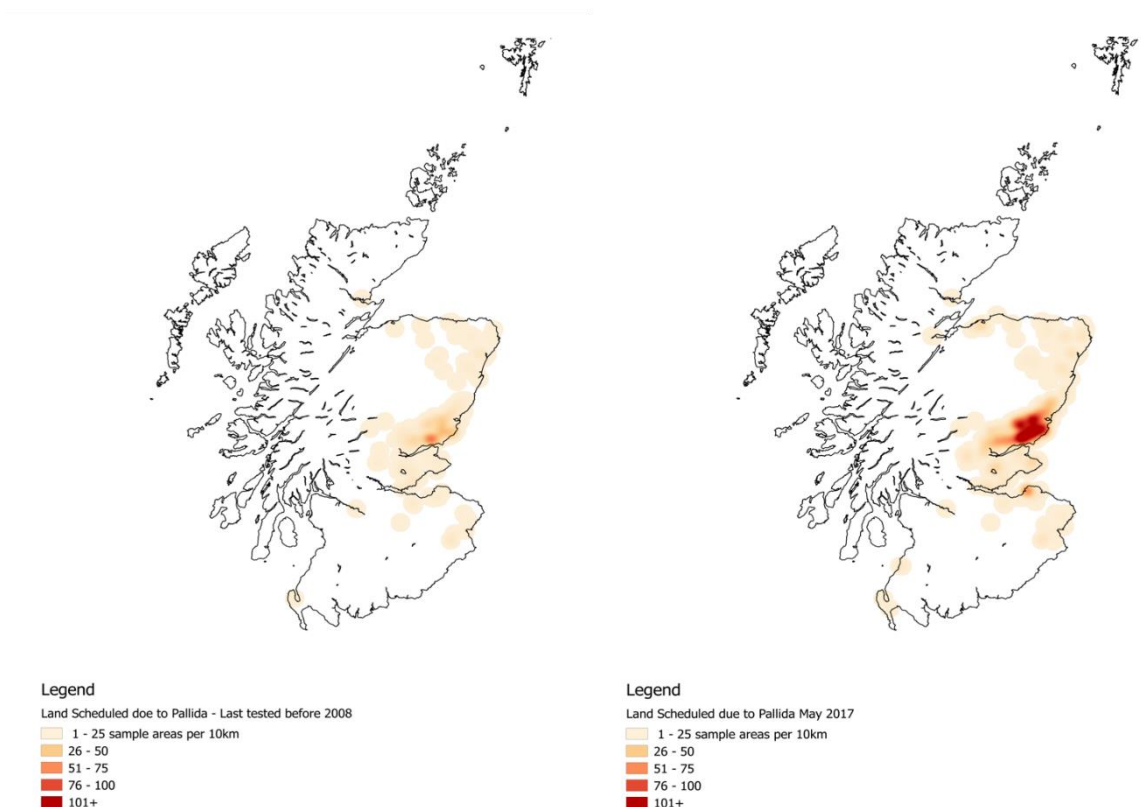 Legend
Land Scheduled doe to Pallida - Last tested before 2008
1 - 25 sample areas per 10km
26 - 50
51 - 75
76 - 100
101+
Legend
Land Scheduled due to Pallida May 2017
1 - 25 sample areas per 10km
26 - 50
51 - 75
76 - 100
101+